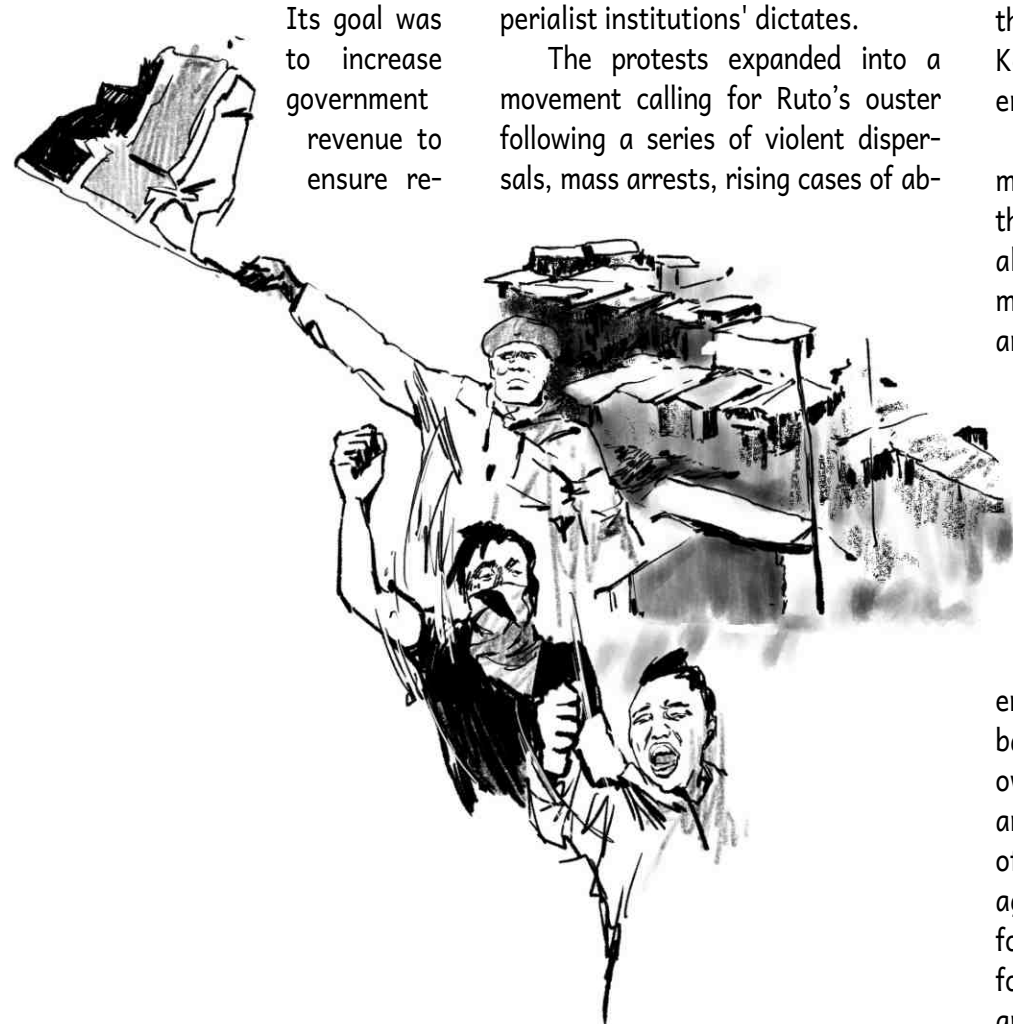 Its goal was
to increase
government
revenue to
ensure re-
perialist institutions' dictates.
The protests expanded into a
movement calling for Ruto's ouster
following a series of violent disper-
sals, mass arrests, rising cases of ab-